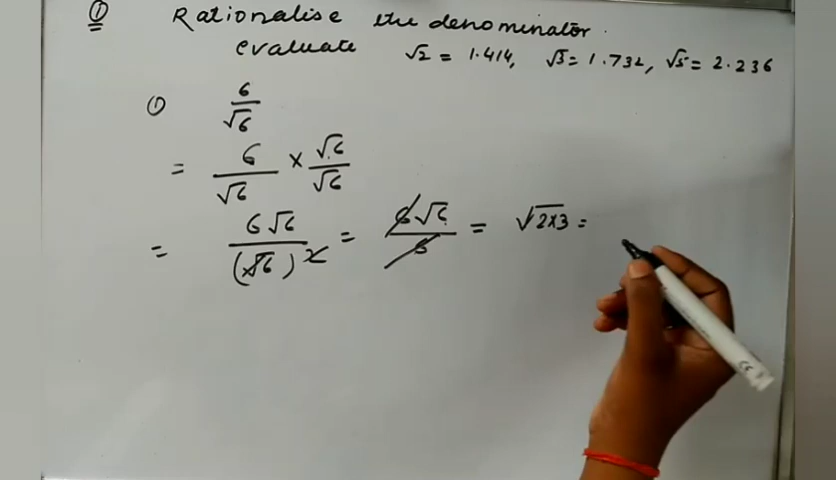 ① Rationalise the denominator.
evaluate √2 = 1.414, √3 = 1.732, √5 = 2.236
① 6/√6
= 6/√6 × √6/√6
= 6√6/(√6)² = 6√6/6 = √2×3 =